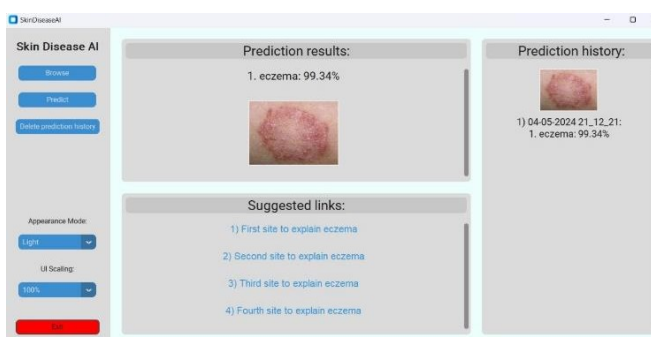 SkinDiseaseAI
Skin Disease AI
Browse
Predict
Delete prediction history
Appearance Mode:
Light
UI Scaling:
100%
Exit
Prediction results:
1. eczema: 99.34%
Suggested links:
1) First site to explain eczema
2) Second site to explain eczema
3) Third site to explain eczema
4) Fourth site to explain eczema
Prediction history:
1) 04-05-2024 21_12_21:
1. eczema: 99.34%